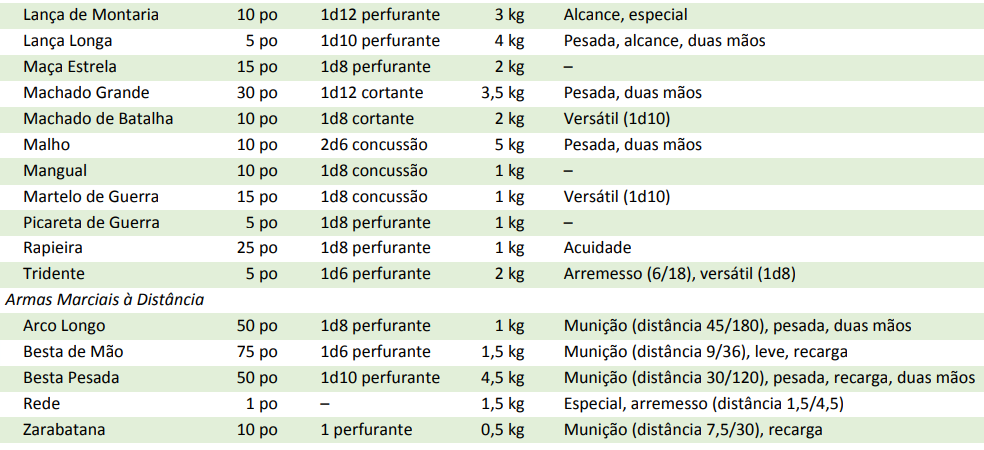 Lança de Montaria 10 po 1d12 perfurante 3 kg Alcance, especial
Lança Longa 5 po 1d10 perfurante 4 kg Pesada, alcance, duas mãos
Maça Estrela 15 po 1d8 perfurante 2 kg –
Machado Grande 30 po 1d12 cortante 3,5 kg Pesada, duas mãos
Machado de Batalha 10 po 1d8 cortante 2 kg Versátil (1d10)
Malho 10 po 2d6 concussão 5 kg Pesada, duas mãos
Mangual 10 po 1d8 concussão 1 kg –
Martelo de Guerra 15 po 1d8 concussão 1 kg Versátil (1d10)
Picareta de Guerra 5 po 1d8 perfurante 1 kg –
Rapieira 25 po 1d8 perfurante 1 kg Acuidade
Tridente 5 po 1d6 perfurante 2 kg Arremesso (6/18), versátil (1d8)
Armas Marciais à Distância
Arco Longo 50 po 1d8 perfurante 1 kg Munição (distância 45/180), pesada, duas mãos
Besta de Mão 75 po 1d6 perfurante 1,5 kg Munição (distância 9/36), leve, recarga
Besta Pesada 50 po 1d10 perfurante 4,5 kg Munição (distância 30/120), pesada, recarga, duas mãos
Rede 1 po – 1,5 kg Especial, arremesso (distância 1,5/4,5)
Zarabatana 10 po 1 perfurante 0,5 kg Munição (distância 7,5/30), recarga